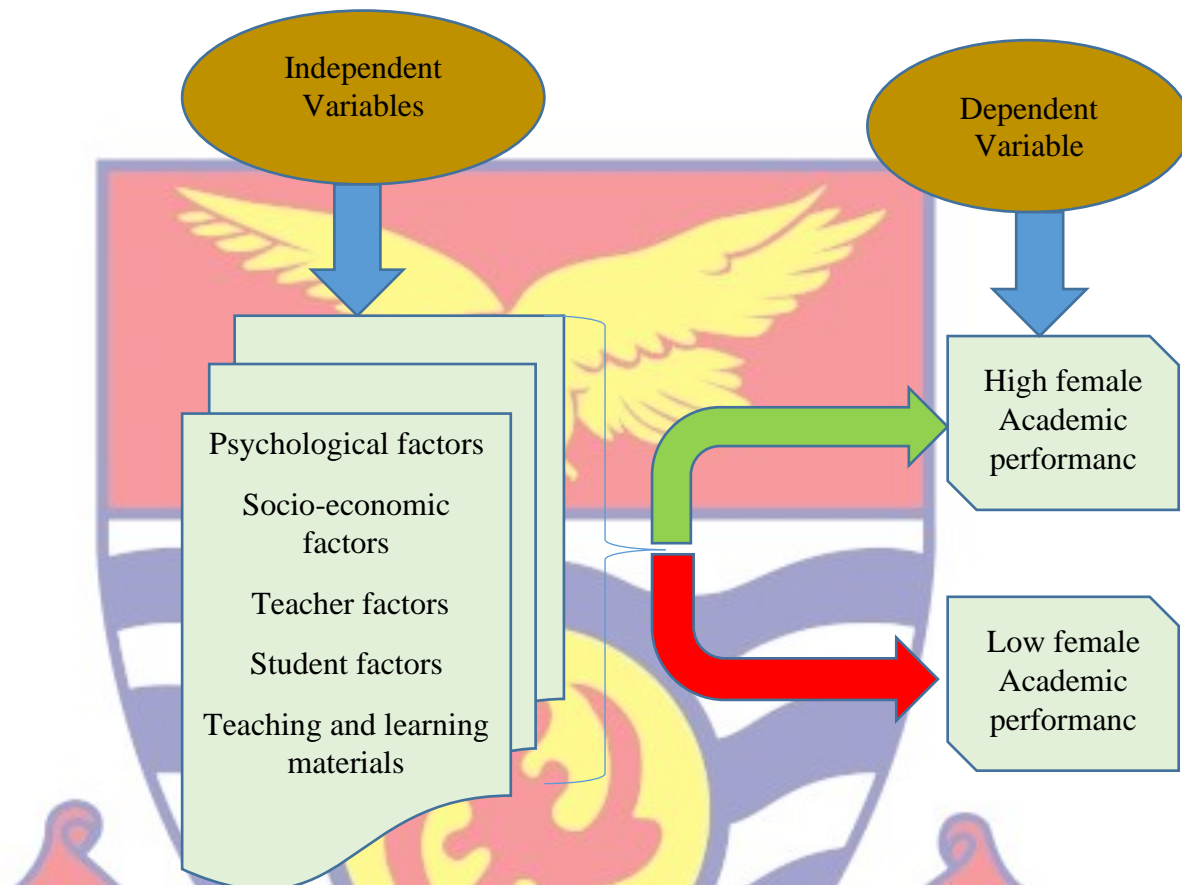 Independent
Variables
Dependent
Variable
Psychological factors
Socio-economic
factors
Teacher factors
Student factors
Teaching and learning
materials
High female
Academic
performanc
Low female
Academic
performanc